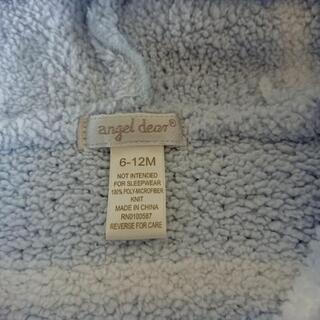 angel dear®
6-12M
NOT INTENDED
FOR SLEEPWEAR
100% POLY-MICROFIBER
KNIT
MADE IN CHINA
RN0100587
REVERSE FOR CARE